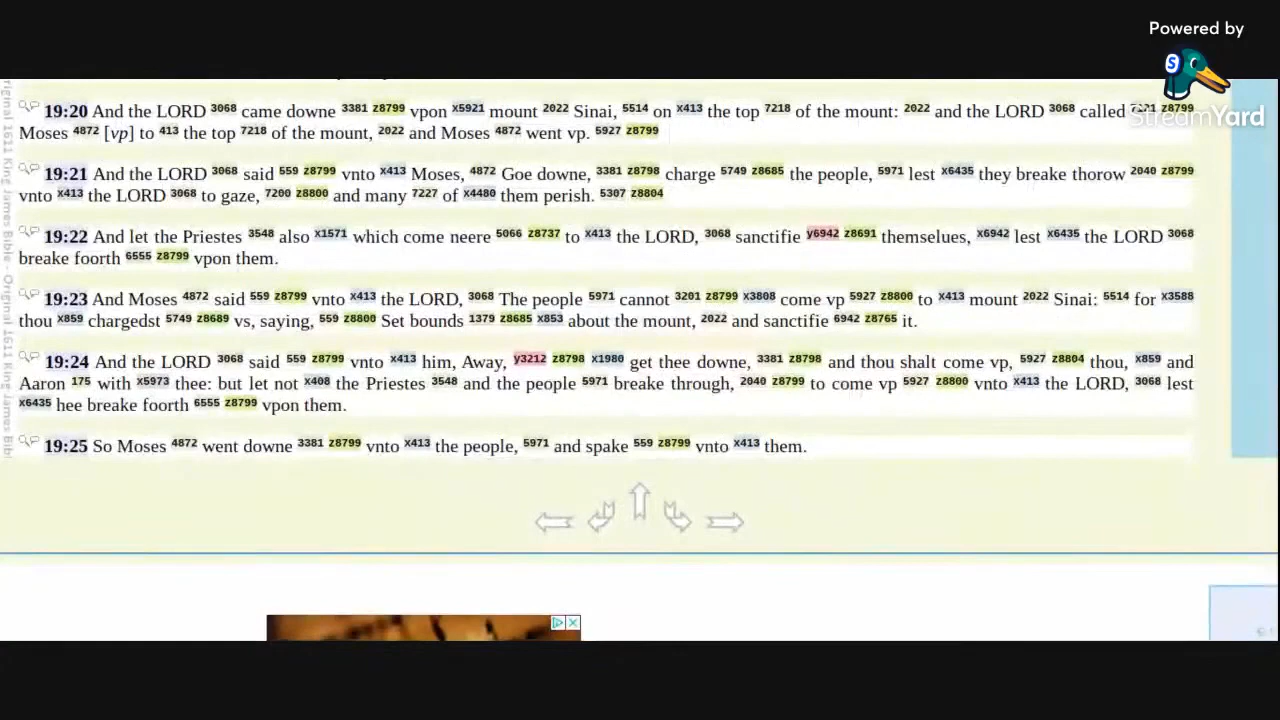 Powered by
StreamYard
19:20 And the LORD 3068 came downe 3381 z8799 vpon x5921 mount 2022 Sinai, 5514 on x413 the top 7218 of the mount: 2022 and the LORD 3068 called 7121 z8799
Moses 4872 [vp] to 413 the top 7218 of the mount, 2022 and Moses 4872 went vp. 5927 z8799
19:21 And the LORD 3068 said 559 z8799 vnto x413 Moses, 4872 Goe downe, 3381 z8798 charge 5749 z8685 the people, 5971 lest x6435 they breake thorow 2040 z8799
vnto x413 the LORD 3068 to gaze, 7200 z8800 and many 7227 of x4480 them perish. 5307 z8804
19:22 And let the Priestes 3548 also x1571 which come neere 5066 z8737 to x413 the LORD, 3068 sanctifie y6942 z8691 themselues, x6942 lest x6435 the LORD 3068
breake foorth 6555 z8799 vpon them.
19:23 And Moses 4872 said 559 z8799 vnto x413 the LORD, 3068 The people 5971 cannot 3201 z8799 x3808 come vp 5927 z8800 to x413 mount 2022 Sinai: 5514 for x3588
thou x859 chargedst 5749 z8689 vs, saying, 559 z8800 Set bounds 1379 z8685 x853 about the mount, 2022 and sanctifie 6942 z8765 it.
19:24 And the LORD 3068 said 559 z8799 vnto x413 him, Away, y3212 z8798 x1980 get thee downe, 3381 z8798 and thou shalt come vp, 5927 z8804 thou, x859 and
Aaron 175 with x5973 thee: but let not x408 the Priestes 3548 and the people 5971 breake through, 2040 z8799 to come vp 5927 z8800 vnto x413 the LORD, 3068 lest
x6435 hee breake foorth 6555 z8799 vpon them.
19:25 So Moses 4872 went downe 3381 z8799 vnto x413 the people, 5971 and spake 559 z8799 vnto x413 them.
riginal 1611 King James Bible - Original 1611 King James Bibl